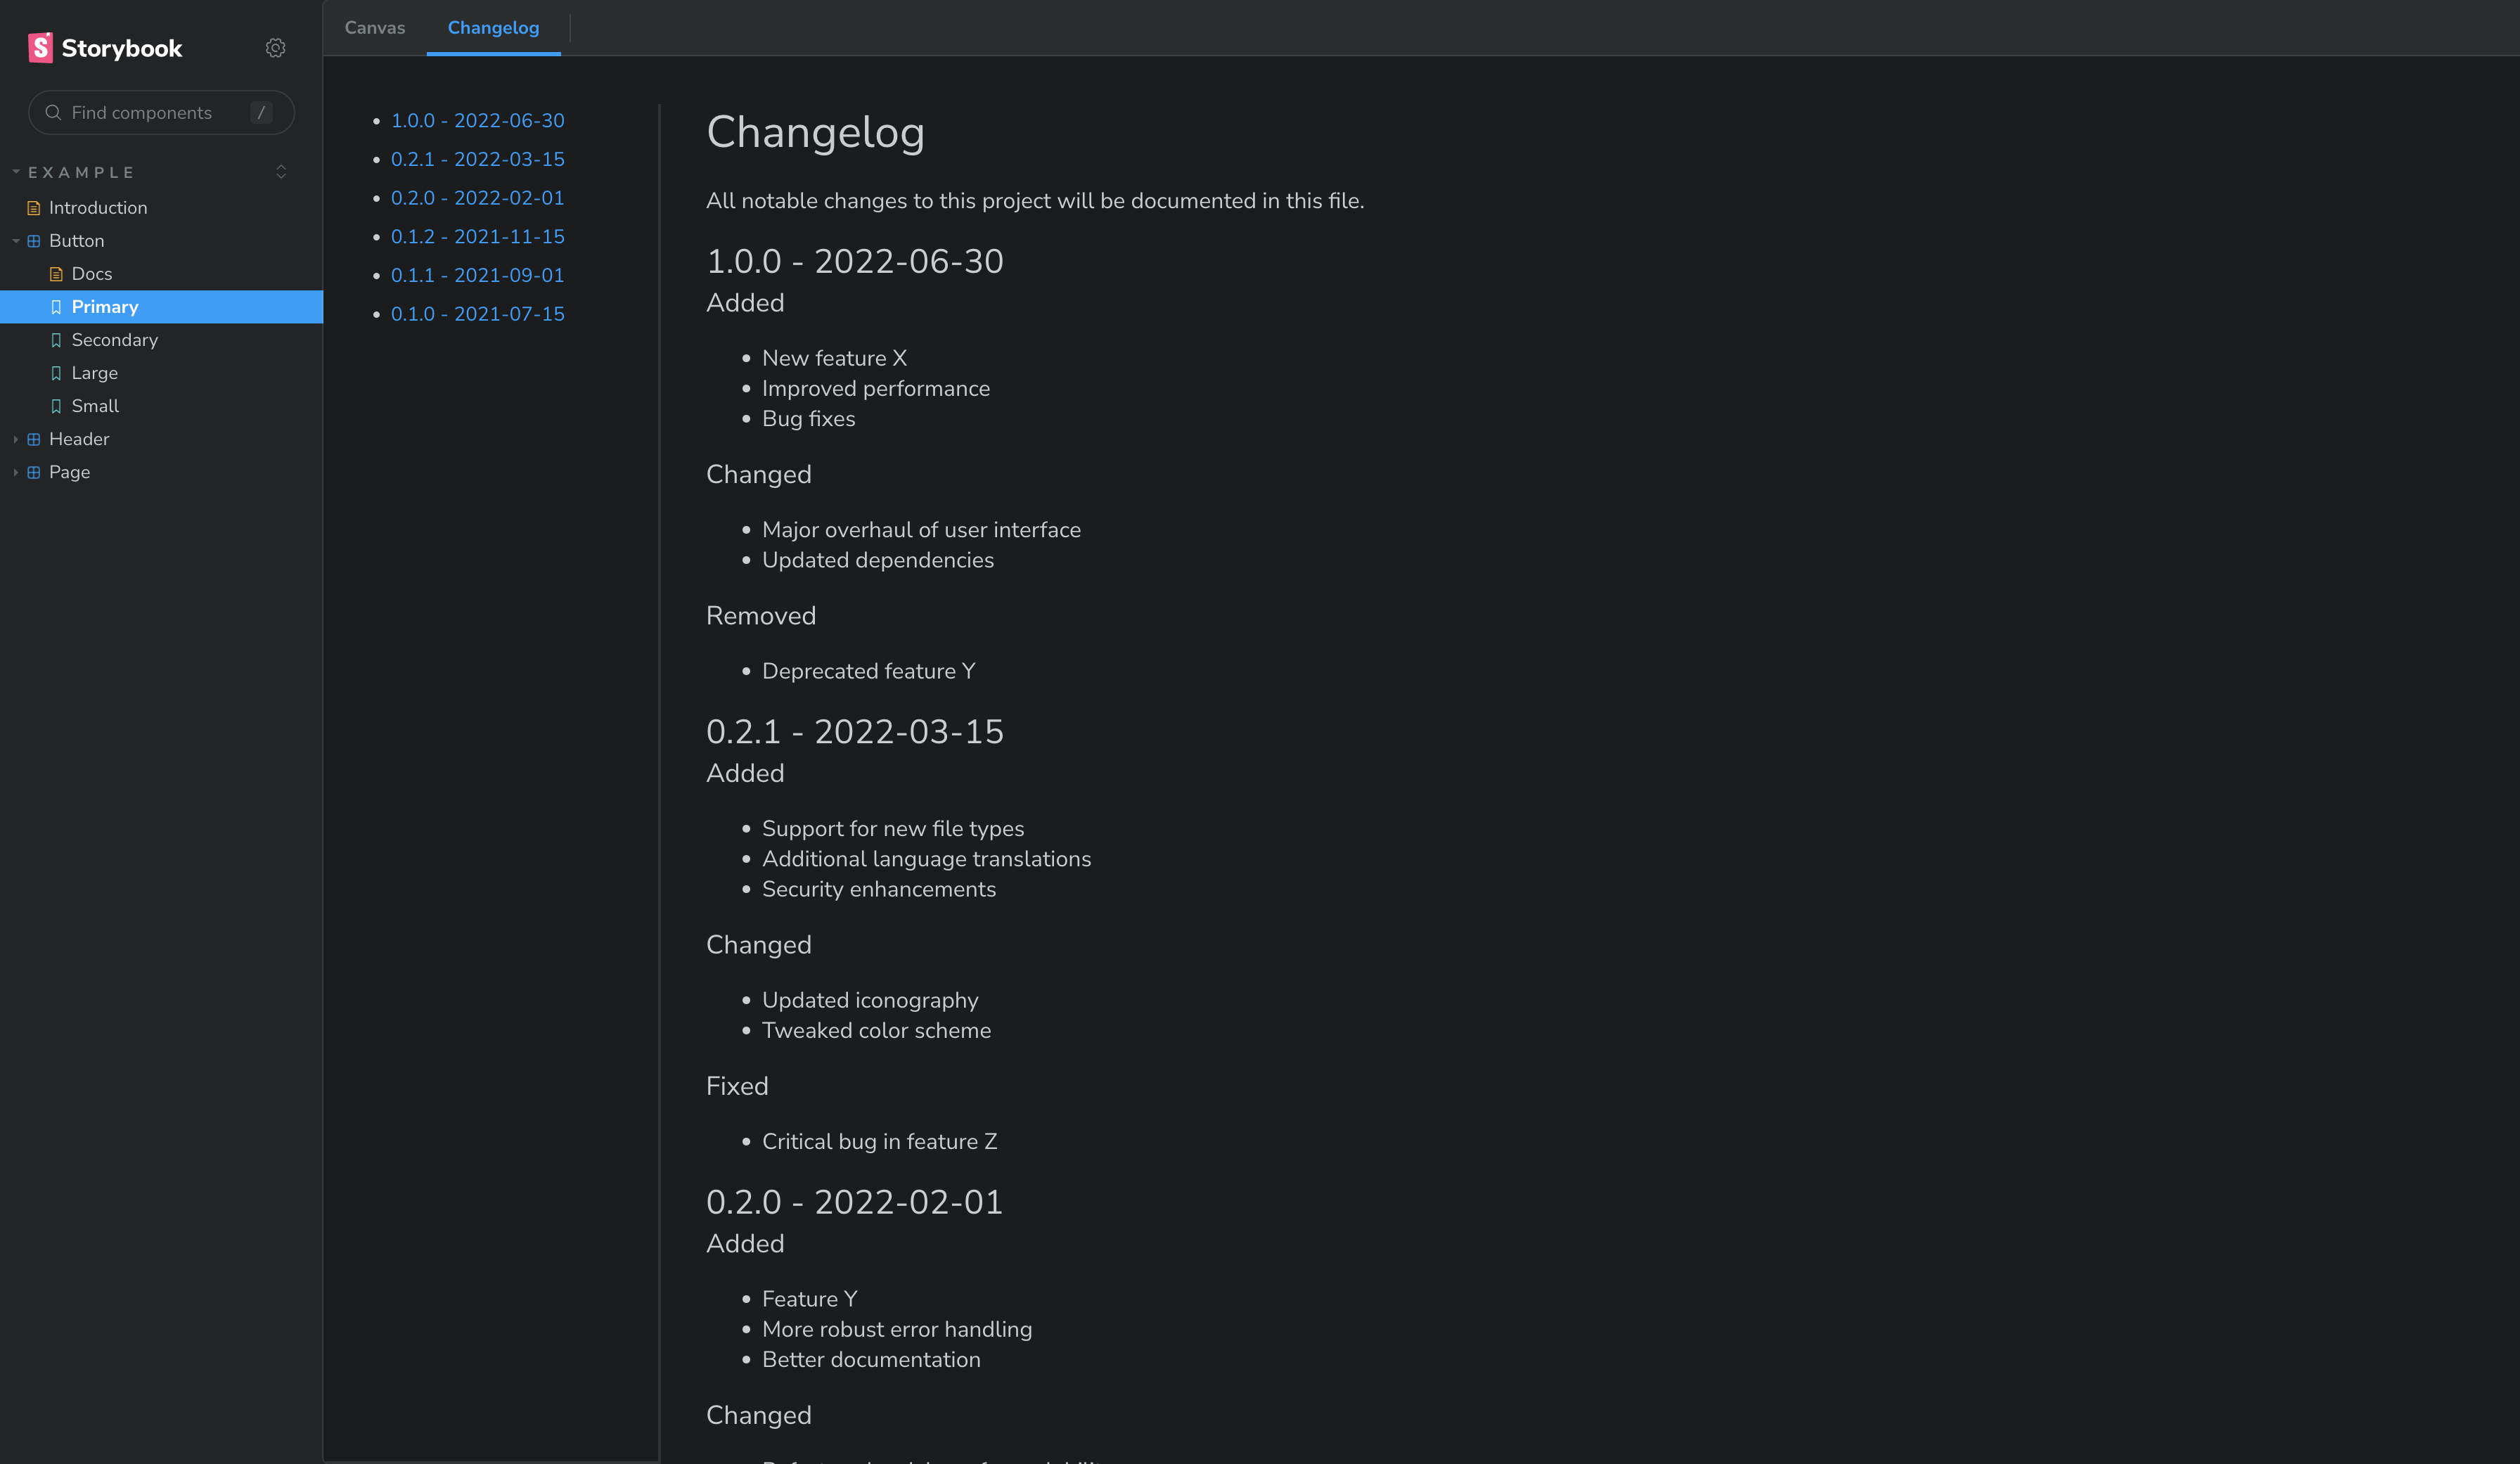 Storybook
Find components /
EXAMPLE
Introduction
Button
Docs
Primary
Secondary
Large
Small
Header
Page
Canvas Changelog
1.0.0 - 2022-06-30
0.2.1 - 2022-03-15
0.2.0 - 2022-02-01
0.1.2 - 2021-11-15
0.1.1 - 2021-09-01
0.1.0 - 2021-07-15
Changelog
All notable changes to this project will be documented in this file.
1.0.0 - 2022-06-30
Added
New feature X
Improved performance
Bug fixes
Changed
Major overhaul of user interface
Updated dependencies
Removed
Deprecated feature Y
0.2.1 - 2022-03-15
Added
Support for new file types
Additional language translations
Security enhancements
Changed
Updated iconography
Tweaked color scheme
Fixed
Critical bug in feature Z
0.2.0 - 2022-02-01
Added
Feature Y
More robust error handling
Better documentation
Changed